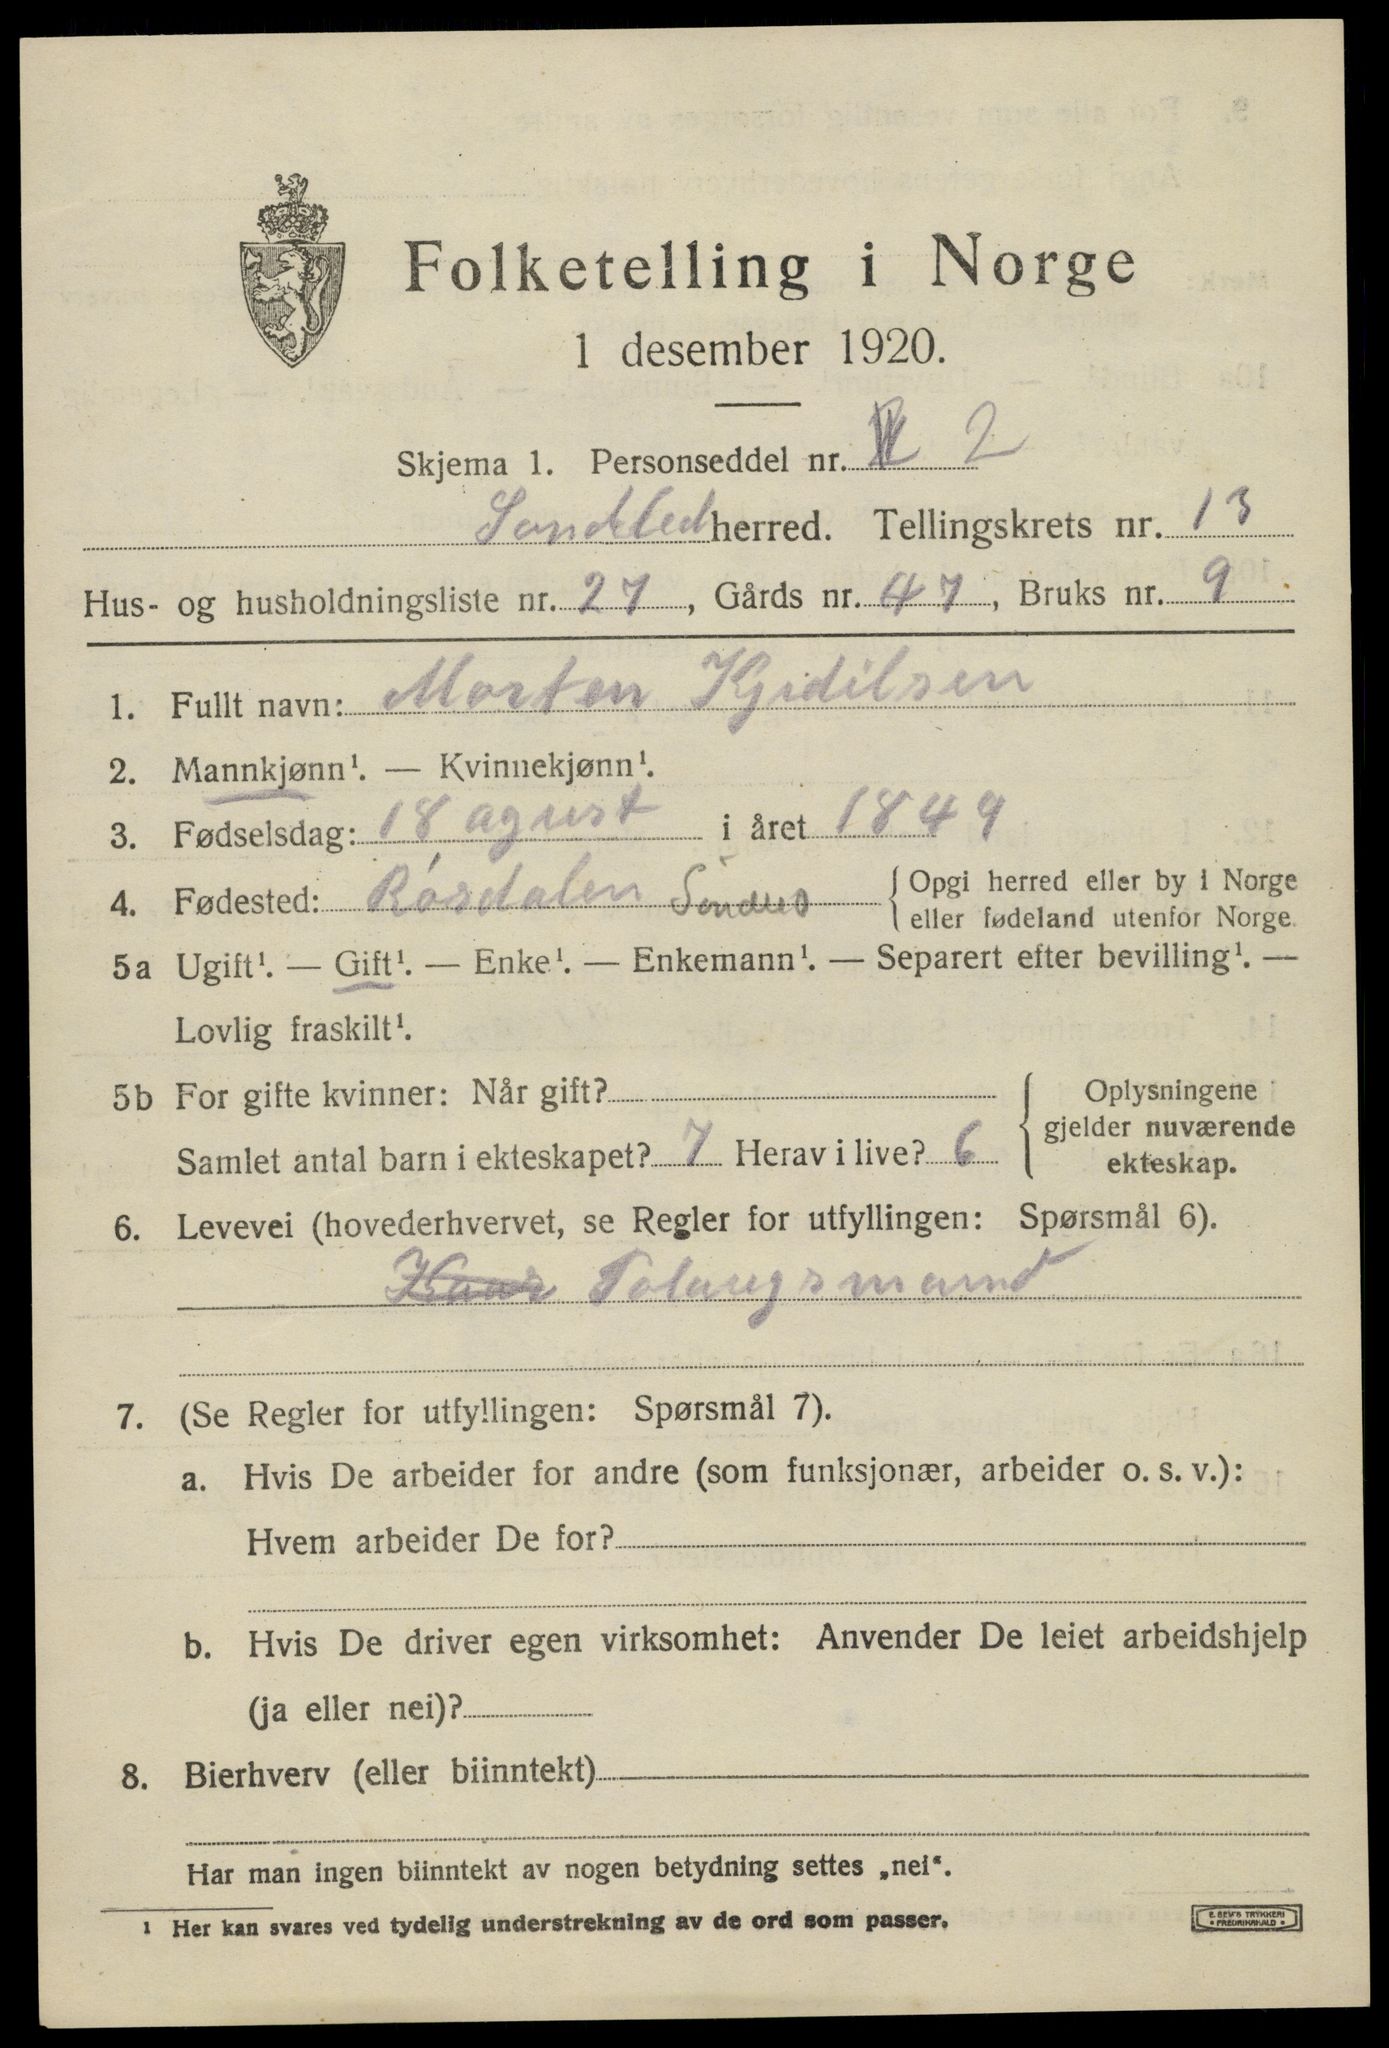 Folketelling i Norge
1 desember 1920.
Skjema 1. Personseddel nr. 2
Sondeled herred. Tellingskrets nr. 13
Hus- og husholdningsliste nr. 27, Gårds nr. 47, Bruks nr. 9
1. Fullt navn: Morten Kjidilsen
2. Mannkjønn¹. — Kvinnekjønn¹.
3. Fødselsdag: 18 agust i året 1849
4. Fødested: Røsdalen { Opgi herred eller by i Norge
eller fødeland utenfor Norge.
5a Ugift¹. — Gift¹. — Enke¹. — Enkemann¹. — Separert efter bevilling¹. —
Lovlig fraskilt¹.
5b For gifte kvinner: Når gift?
Samlet antal barn i ekteskapet? 7 Herav i live? 6
{ Oplysningene
gjelder nuværende
ekteskap.
6. Levevei (hovederhvervet, se Regler for utfyllingen: Spørsmål 6).
Folaugsmand
7. (Se Regler for utfyllingen: Spørsmål 7).
a. Hvis De arbeider for andre (som funksjonær, arbeider o. s. v.):
Hvem arbeider De for?
b. Hvis De driver egen virksomhet: Anvender De leiet arbeidshjelp
(ja eller nei)?
8. Bierhverv (eller biinntekt)
Har man ingen biinntekt av nogen betydning settes „nei“.
1 Her kan svares ved tydelig understrekning av de ord som passer.
E. SEM'S TRYKKERI
• FREDRIKSHALD •